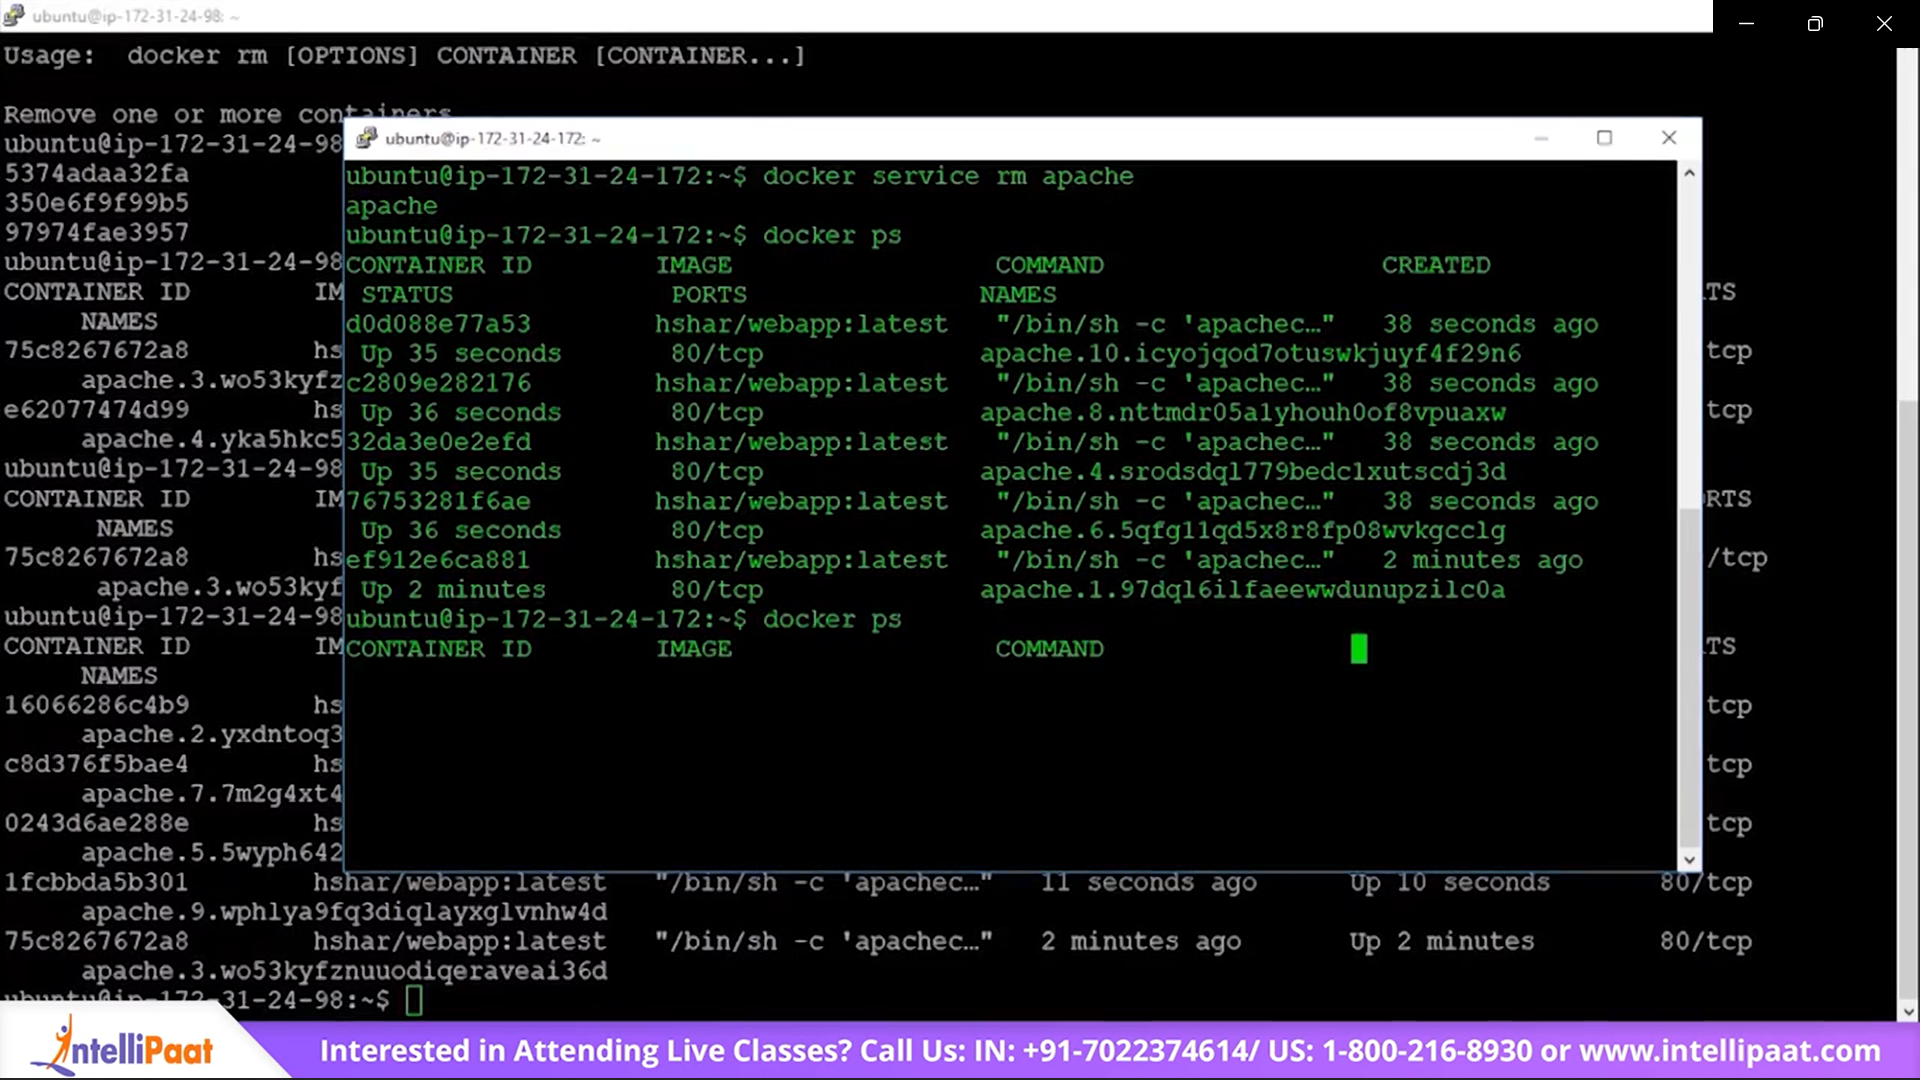 ubuntu@ip-172-31-24-98: ~
Usage:  docker rm [OPTIONS] CONTAINER [CONTAINER...]
Remove one or more containers
ubuntu@ip-172-31-24-98
5374adaa32fa
350e6f9f99b5
97974fae3957
ubuntu@ip-172-31-24-98
CONTAINER ID IM TS
NAMES
75c8267672a8 hs tcp
apache.3.wo53kyfz
e62077474d99 hs tcp
apache.4.yka5hkc5
ubuntu@ip-172-31-24-98
CONTAINER ID IM RTS
NAMES
75c8267672a8 hs /tcp
apache.3.wo53kyf
ubuntu@ip-172-31-24-98
CONTAINER ID IM TS
NAMES
16066286c4b9 hs tcp
apache.2.yxdntoq3
c8d376f5bae4 hs tcp
apache.7.7m2g4xt4
0243d6ae288e hs tcp
apache.5.5wyph642
1fcbbda5b301 hshar/webapp:latest "/bin/sh -c 'apachec…" 11 seconds ago Up 10 seconds 80/tcp
apache.9.wphlya9fq3diqlayxglvnhw4d
75c8267672a8 hshar/webapp:latest "/bin/sh -c 'apachec…" 2 minutes ago Up 2 minutes 80/tcp
apache.3.wo53kyfznuuodiqeraveai36d
ubuntu@ip-172-31-24-98:~$
ubuntu@ip-172-31-24-172: ~
ubuntu@ip-172-31-24-172:~$ docker service rm apache
apache
ubuntu@ip-172-31-24-172:~$ docker ps
CONTAINER ID IMAGE COMMAND CREATED
STATUS PORTS NAMES
d0d088e77a53 hshar/webapp:latest "/bin/sh -c 'apachec…" 38 seconds ago
Up 35 seconds 80/tcp apache.10.icyojqod7otuswkjuyf4f29n6
c2809e282176 hshar/webapp:latest "/bin/sh -c 'apachec…" 38 seconds ago
Up 36 seconds 80/tcp apache.8.nttmdr05a1yhouh0of8vpuaxw
32da3e0e2efd hshar/webapp:latest "/bin/sh -c 'apachec…" 38 seconds ago
Up 35 seconds 80/tcp apache.4.srodsdql779bedclxutscdj3d
76753281f6ae hshar/webapp:latest "/bin/sh -c 'apachec…" 38 seconds ago
Up 36 seconds 80/tcp apache.6.5qfg11qd5x8r8fp08wvkgcclg
ef912e6ca881 hshar/webapp:latest "/bin/sh -c 'apachec…" 2 minutes ago
Up 2 minutes 80/tcp apache.1.97dql6ilfaeewwdunupzilc0a
ubuntu@ip-172-31-24-172:~$ docker ps
CONTAINER ID IMAGE COMMAND
IntelliPaat
Interested in Attending Live Classes? Call Us: IN: +91-7022374614/ US: 1-800-216-8930 or www.intellipaat.com